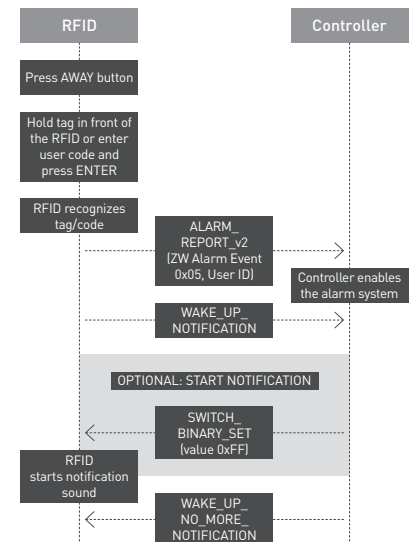 RFID
Controller
Press AWAY button
Hold tag in front of
the RFID or enter
user code and
press ENTER
RFID recognizes
tag/code
ALARM_
REPORT_v2
(ZW Alarm Event
0x05, User ID)
Controller enables
the alarm system
WAKE_UP_
NOTIFICATION
OPTIONAL: START NOTIFICATION
SWITCH_
BINARY_SET
(value 0xFF)
RFID
starts notification
sound
WAKE_UP_
NO_MORE_
NOTIFICATION